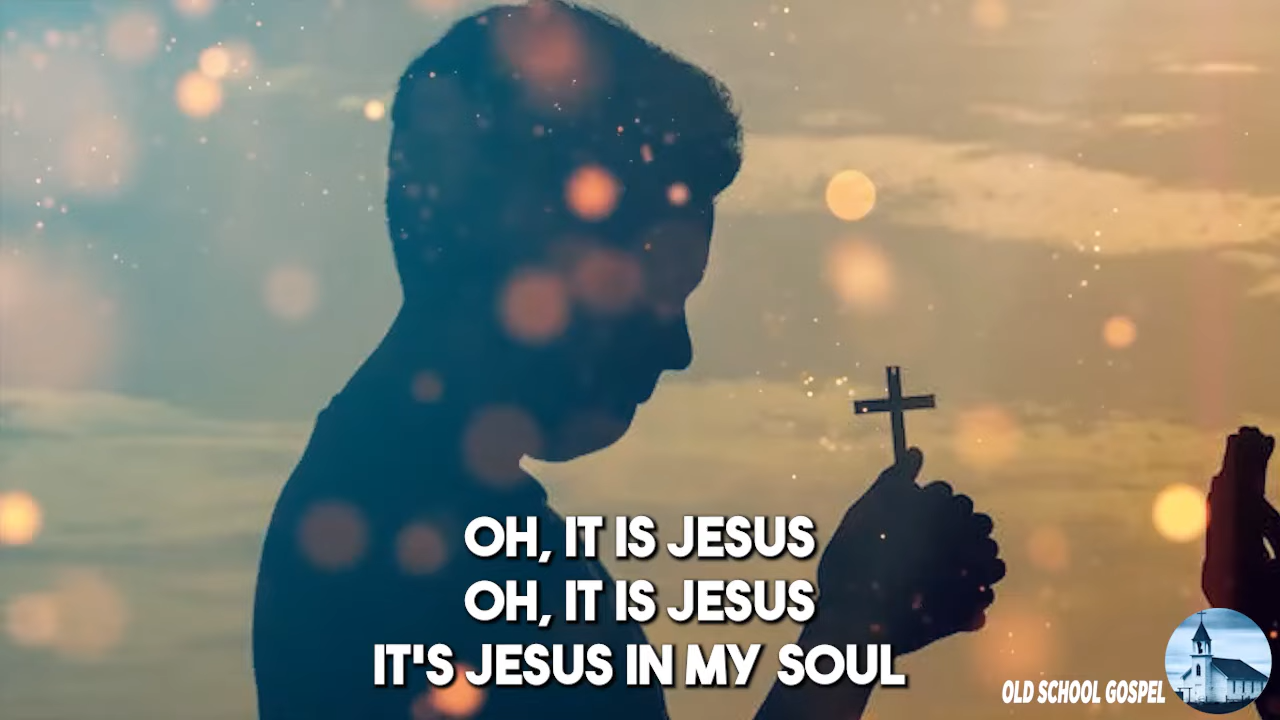 OH, IT IS JESUS
OH, IT IS JESUS
IT'S JESUS IN MY SOUL
OLD SCHOOL GOSPEL